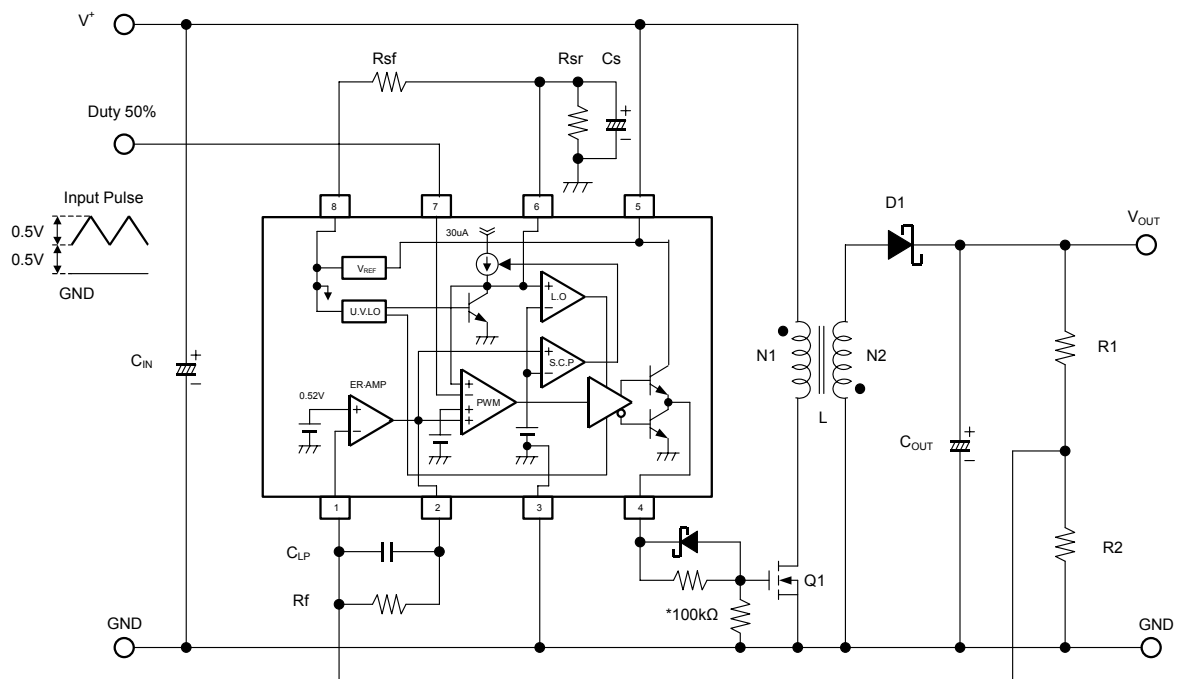 V+
Rsf
Rsr
Cs
Duty 50%
Input Pulse
0.5V
0.5V
GND
8
7
6
5
30uA
VREF
U.V.LO
L.O
S.C.P
ER·AMP
0.52V
PWM
CIN
D1
VOUT
N1
N2
L
R1
COUT
R2
1
2
3
4
CLP
Rf
Q1
*100kΩ
GND
GND